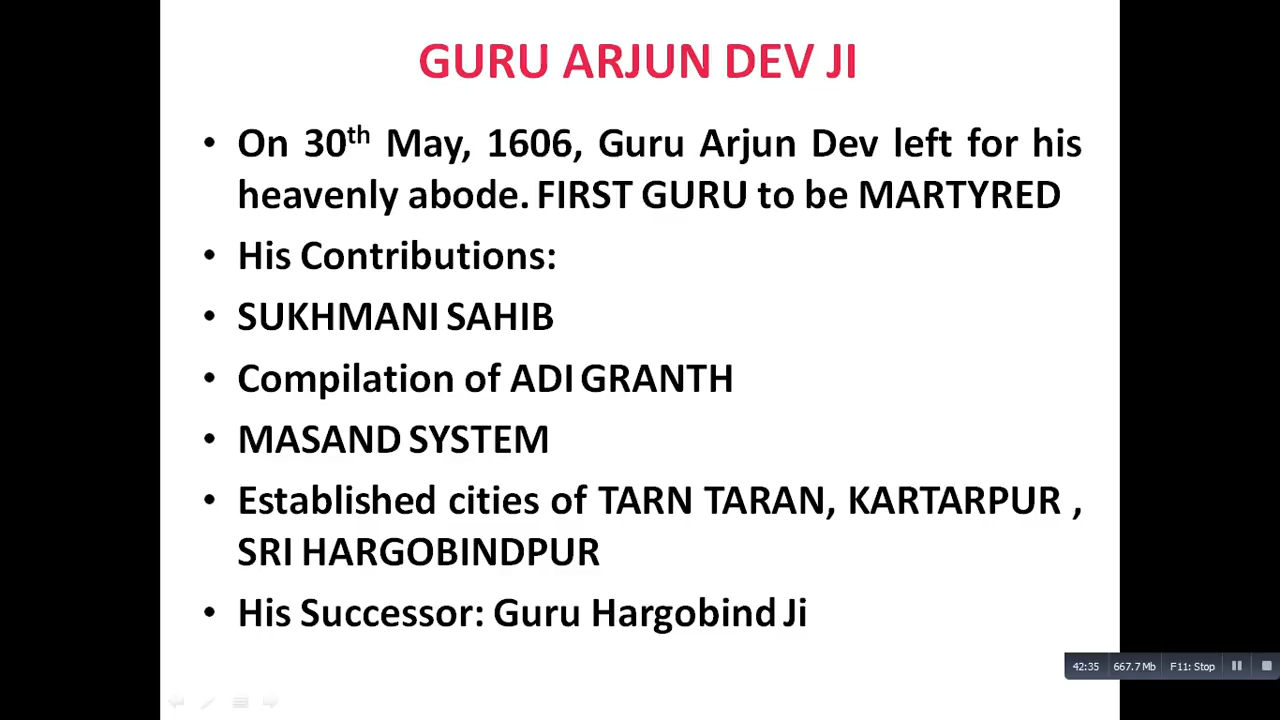 GURU ARJUN DEV JI
• On 30th May, 1606, Guru Arjun Dev left for his
heavenly abode. FIRST GURU to be MARTYRED
• His Contributions:
• SUKHMANI SAHIB
• Compilation of ADI GRANTH
• MASAND SYSTEM
• Established cities of TARN TARAN, KARTARPUR ,
SRI HARGOBINDPUR
• His Successor: Guru Hargobind Ji
42:35 667.7 Mb F11: Stop